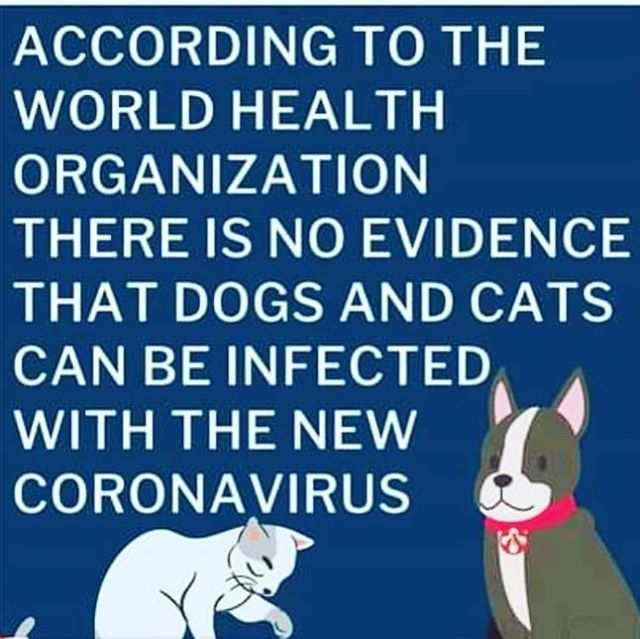 ACCORDING TO THE
WORLD HEALTH
ORGANIZATION
THERE IS NO EVIDENCE
THAT DOGS AND CATS
CAN BE INFECTED
WITH THE NEW
CORONAVIRUS